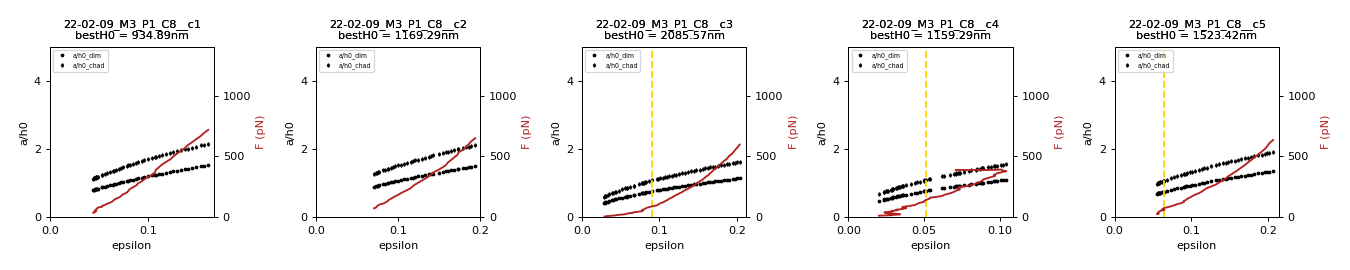 22-02-09_M3_P1_C8__c1
bestH0 = 934.89nm
a/h0_dim
a/h0_chad
a/h0
4
2
0
0.0
0.1
epsilon
1000
500
0
F (pN)
22-02-09_M3_P1_C8__c2
bestH0 = 1169.29nm
a/h0_dim
a/h0_chad
a/h0
4
2
0
0.0
0.1
0.2
epsilon
1000
500
0
F (pN)
22-02-09_M3_P1_C8__c3
bestH0 = 2085.57nm
a/h0_dim
a/h0_chad
a/h0
4
2
0
0.0
0.1
0.2
epsilon
1000
500
0
F (pN)
22-02-09_M3_P1_C8__c4
bestH0 = 1159.29nm
a/h0_dim
a/h0_chad
a/h0
4
2
0
0.00
0.05
0.10
epsilon
1000
500
0
F (pN)
22-02-09_M3_P1_C8__c5
bestH0 = 1523.42nm
a/h0_dim
a/h0_chad
a/h0
4
2
0
0.0
0.1
0.2
epsilon
1000
500
0
F (pN)